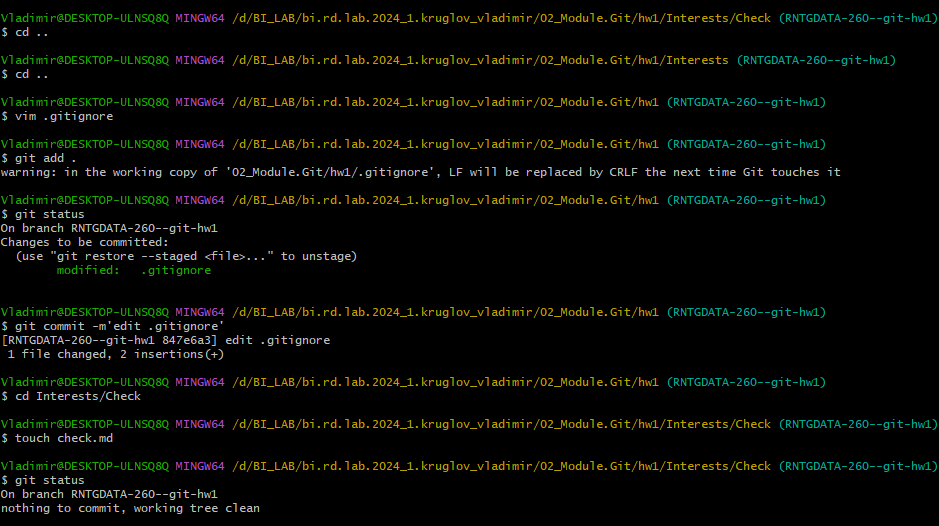 Vladimir@DESKTOP-ULNSQ8Q MINGW64 /d/BI_LAB/bi.rd.lab.2024_1.kruglov_vladimir/02_Module.Git/hw1/Interests/Check (RNTGDATA-260--git-hw1)
$ cd ..
Vladimir@DESKTOP-ULNSQ8Q MINGW64 /d/BI_LAB/bi.rd.lab.2024_1.kruglov_vladimir/02_Module.Git/hw1/Interests (RNTGDATA-260--git-hw1)
$ cd ..
Vladimir@DESKTOP-ULNSQ8Q MINGW64 /d/BI_LAB/bi.rd.lab.2024_1.kruglov_vladimir/02_Module.Git/hw1 (RNTGDATA-260--git-hw1)
$ vim .gitignore
Vladimir@DESKTOP-ULNSQ8Q MINGW64 /d/BI_LAB/bi.rd.lab.2024_1.kruglov_vladimir/02_Module.Git/hw1 (RNTGDATA-260--git-hw1)
$ git add .
warning: in the working copy of '02_Module.Git/hw1/.gitignore', LF will be replaced by CRLF the next time Git touches it
Vladimir@DESKTOP-ULNSQ8Q MINGW64 /d/BI_LAB/bi.rd.lab.2024_1.kruglov_vladimir/02_Module.Git/hw1 (RNTGDATA-260--git-hw1)
$ git status
On branch RNTGDATA-260--git-hw1
Changes to be committed:
  (use "git restore --staged <file>..." to unstage)
        modified:   .gitignore
Vladimir@DESKTOP-ULNSQ8Q MINGW64 /d/BI_LAB/bi.rd.lab.2024_1.kruglov_vladimir/02_Module.Git/hw1 (RNTGDATA-260--git-hw1)
$ git commit -m'edit .gitignore'
[RNTGDATA-260--git-hw1 847e6a3] edit .gitignore
 1 file changed, 2 insertions(+)
Vladimir@DESKTOP-ULNSQ8Q MINGW64 /d/BI_LAB/bi.rd.lab.2024_1.kruglov_vladimir/02_Module.Git/hw1 (RNTGDATA-260--git-hw1)
$ cd Interests/Check
Vladimir@DESKTOP-ULNSQ8Q MINGW64 /d/BI_LAB/bi.rd.lab.2024_1.kruglov_vladimir/02_Module.Git/hw1/Interests/Check (RNTGDATA-260--git-hw1)
$ touch check.md
Vladimir@DESKTOP-ULNSQ8Q MINGW64 /d/BI_LAB/bi.rd.lab.2024_1.kruglov_vladimir/02_Module.Git/hw1/Interests/Check (RNTGDATA-260--git-hw1)
$ git status
On branch RNTGDATA-260--git-hw1
nothing to commit, working tree clean